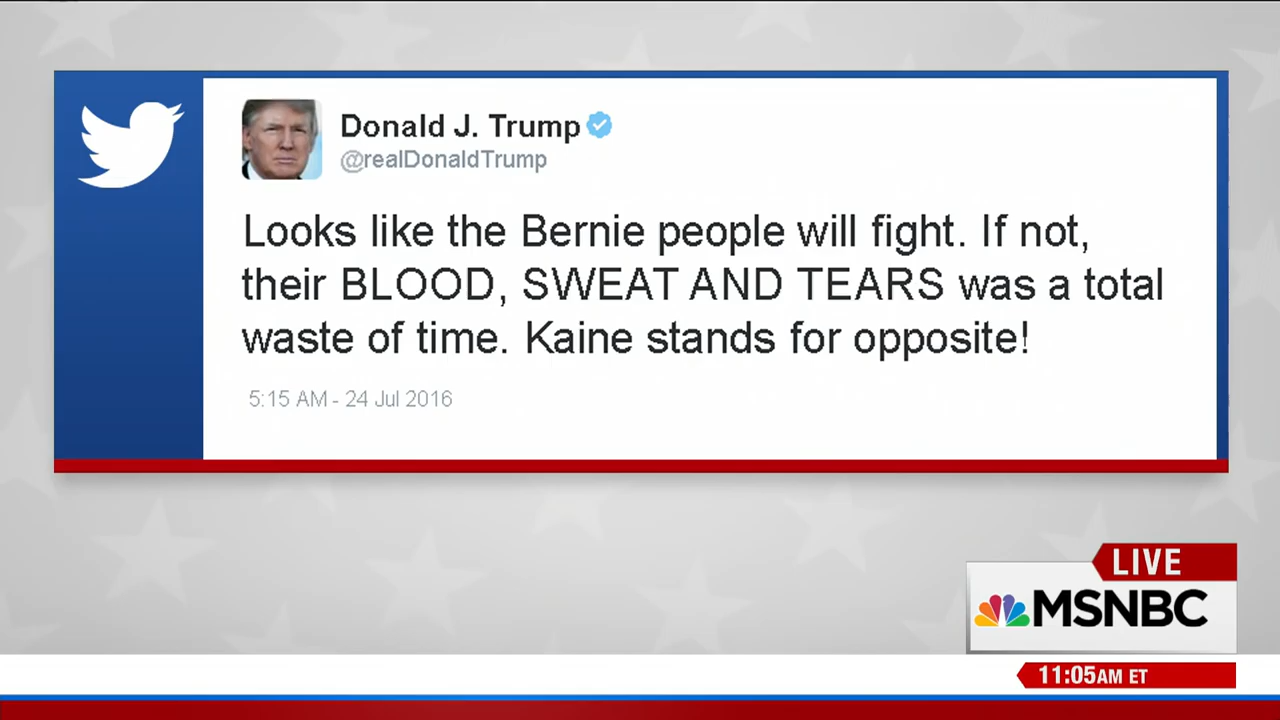 Donald J. Trump
@realDonaldTrump
Looks like the Bernie people will fight. If not,
their BLOOD, SWEAT AND TEARS was a total
waste of time. Kaine stands for opposite!
5:15 AM - 24 Jul 2016
LIVE
MSNBC
11:05AM ET